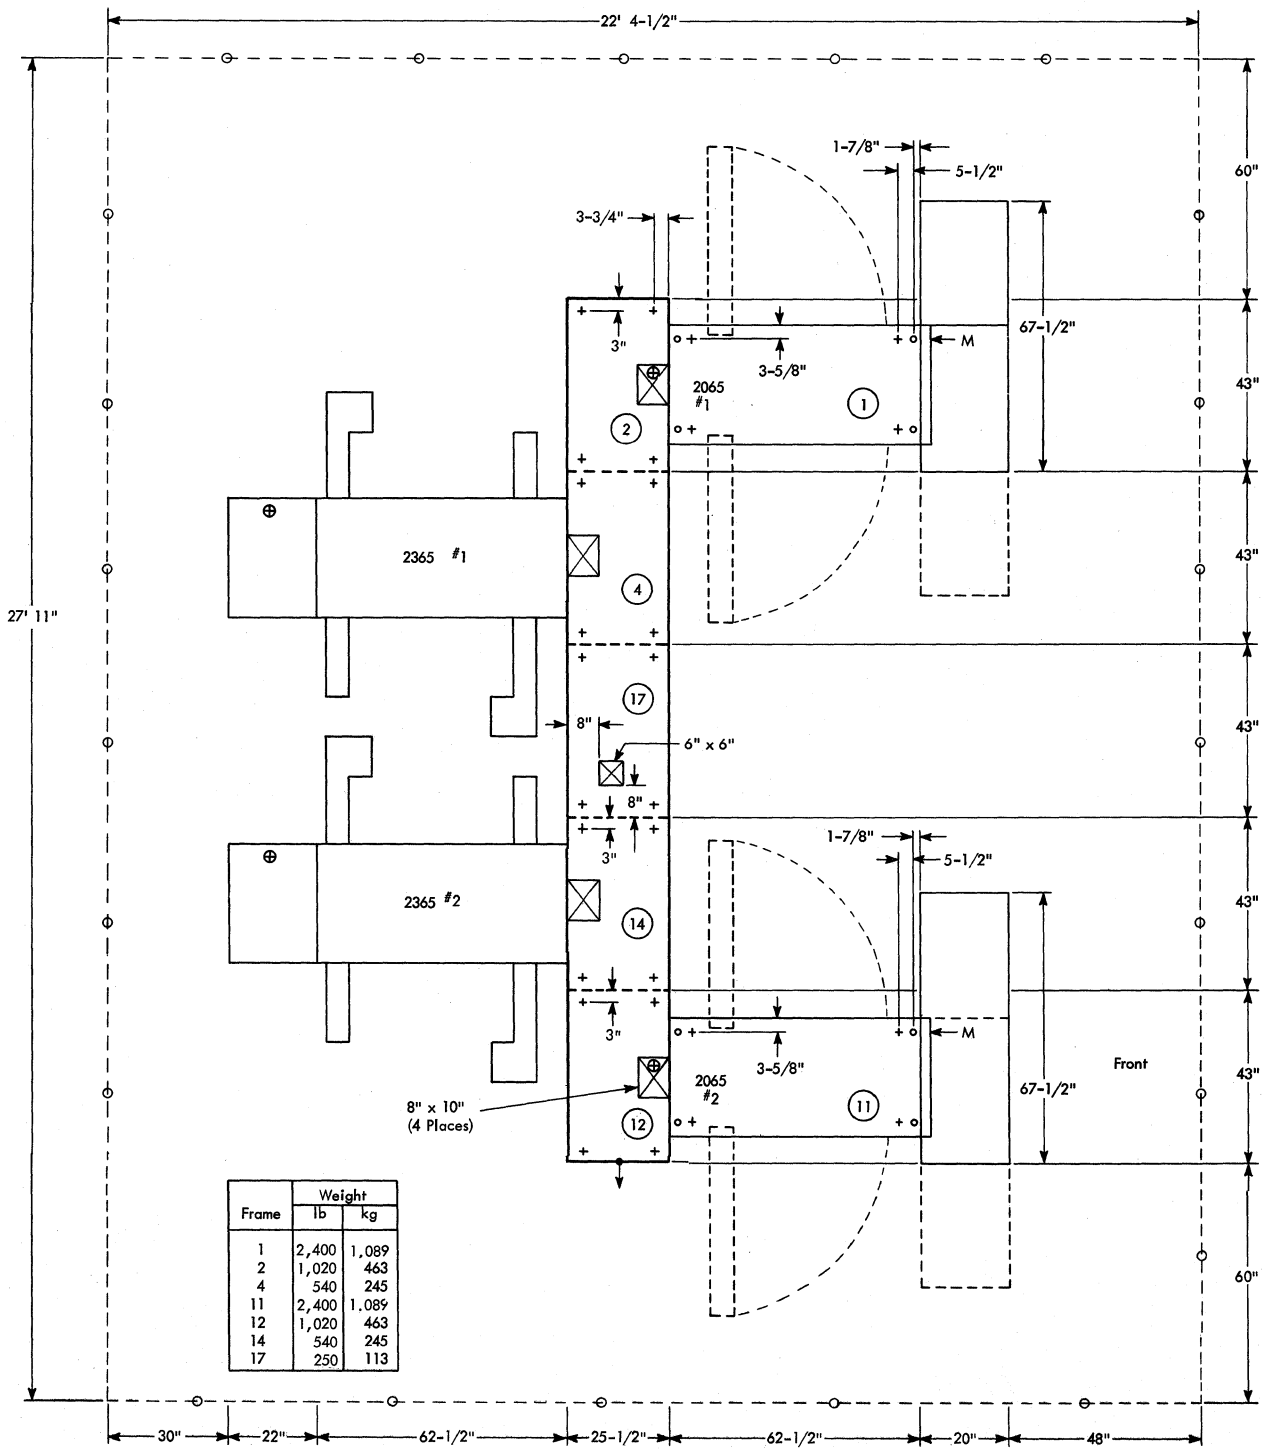 22' 4-1/2"
1-7/8"
5-1/2"
60"
3-3/4"
67-1/2"
3"
M
3-5/8"
2065
#1
1
43"
2
2365 #1
4
43"
27' 11"
17
8"
6" x 6"
43"
8"
3"
1-7/8"
5-1/2"
2365 #2
14
43"
3"
M
3-5/8"
Front
2065
#2
11
67-1/2"
43"
8" x 10"
(4 Places)
12
Frame Weight
lb kg
1 2,400 1,089
2 1,020 463
4 540 245
11 2,400 1.089
12 1,020 463
14 540 245
17 250 113
60"
30" 22" 62-1/2" 25-1/2" 62-1/2" 20" 48"